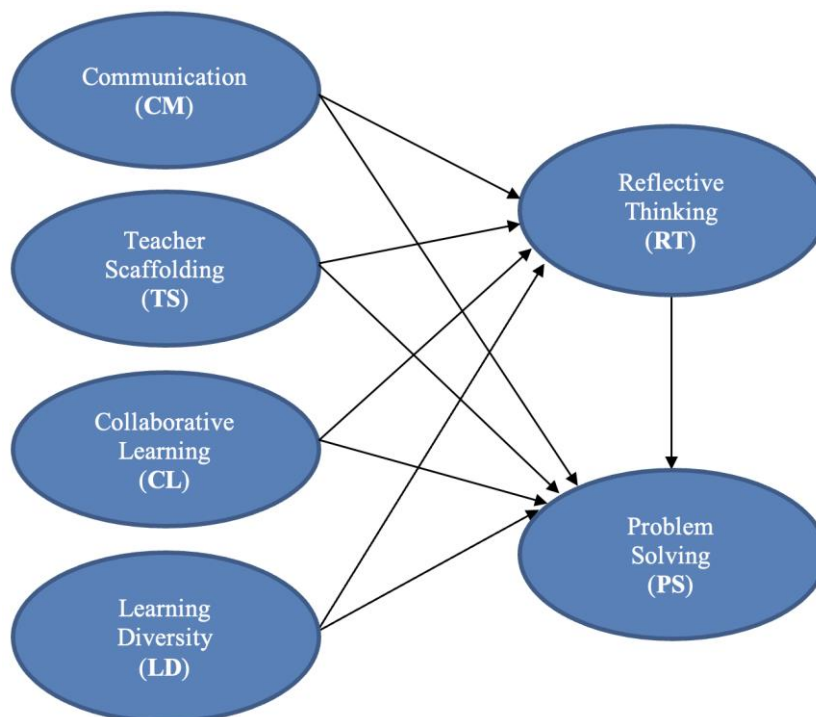 Communication
(CM)
Teacher
Scaffolding
(TS)
Collaborative
Learning
(CL)
Learning
Diversity
(LD)
Reflective
Thinking
(RT)
Problem
Solving
(PS)